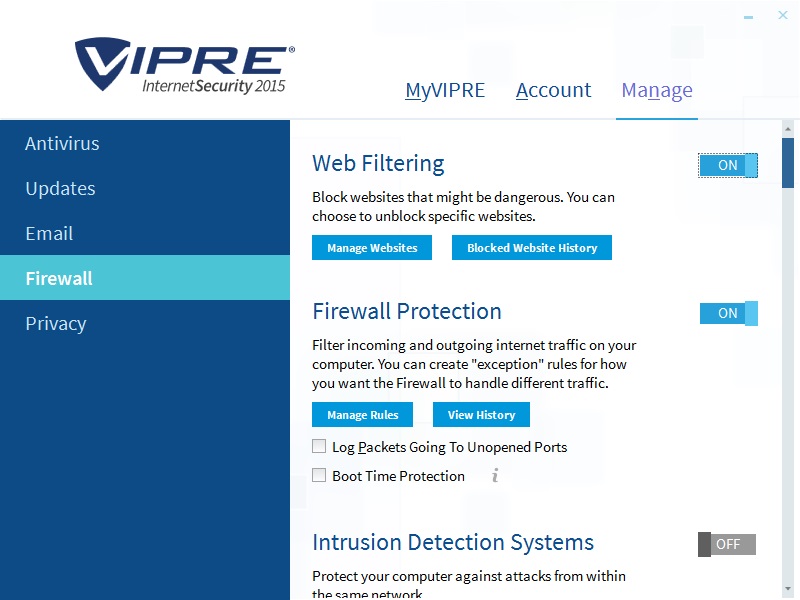 VIPRE®
InternetSecurity 2015
MyVIPRE Account Manage
Antivirus
Updates
Email
Firewall
Privacy
Web Filtering ON
Block websites that might be dangerous. You can
choose to unblock specific websites.
Manage Websites Blocked Website History
Firewall Protection ON
Filter incoming and outgoing internet traffic on your
computer. You can create "exception" rules for how
you want the Firewall to handle different traffic.
Manage Rules View History
Log Packets Going To Unopened Ports
Boot Time Protection i
Intrusion Detection Systems OFF
Protect your computer against attacks from within
the same network.